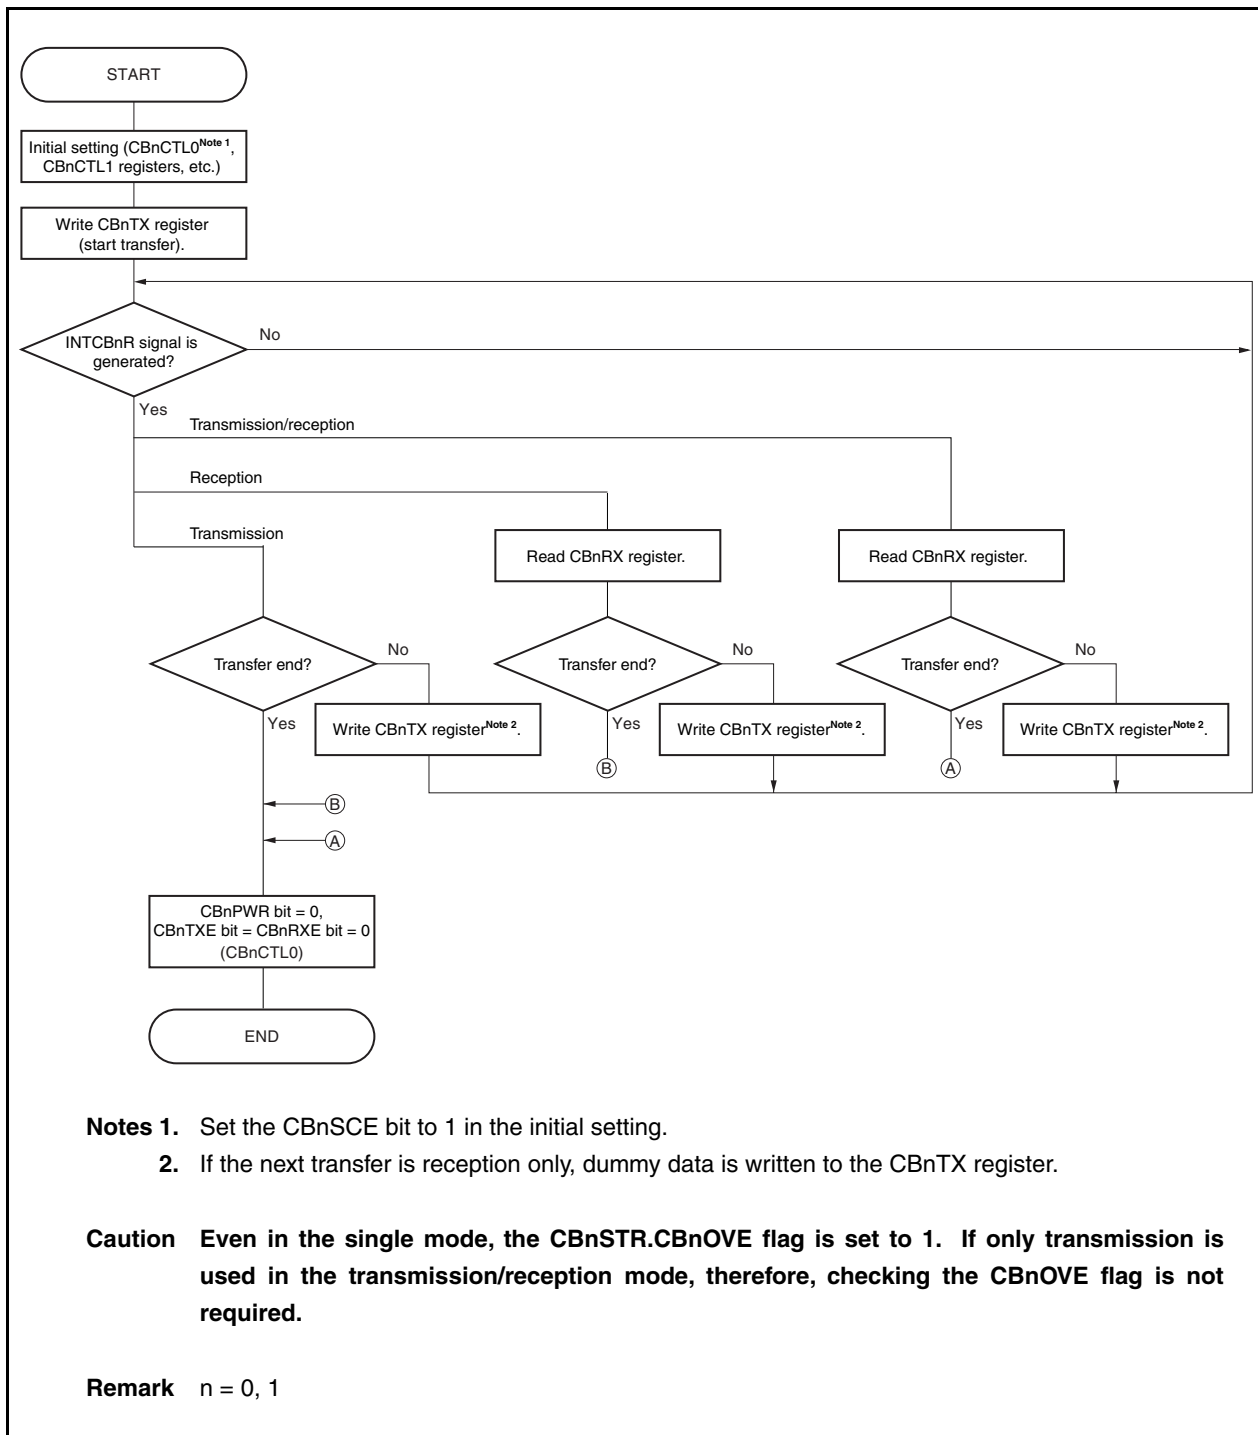 START
Initial setting (CBnCTL0Note 1,
CBnCTL1 registers, etc.)
Write CBnTX register
(start transfer).
INTCBnR signal is
generated?
No
Yes
Transmission/reception
Reception
Transmission
Read CBnRX register.
Read CBnRX register.
Transfer end?
No
Transfer end?
No
Transfer end?
No
Yes
Write CBnTX registerNote 2.
Yes
Write CBnTX registerNote 2.
Yes
Write CBnTX registerNote 2.
B
A
B
A
CBnPWR bit = 0,
CBnTXE bit = CBnRXE bit = 0
(CBnCTL0)
END
Notes 1. Set the CBnSCE bit to 1 in the initial setting.
2. If the next transfer is reception only, dummy data is written to the CBnTX register.
Caution Even in the single mode, the CBnSTR.CBnOVE flag is set to 1. If only transmission is
used in the transmission/reception mode, therefore, checking the CBnOVE flag is not
required.
Remark n = 0, 1